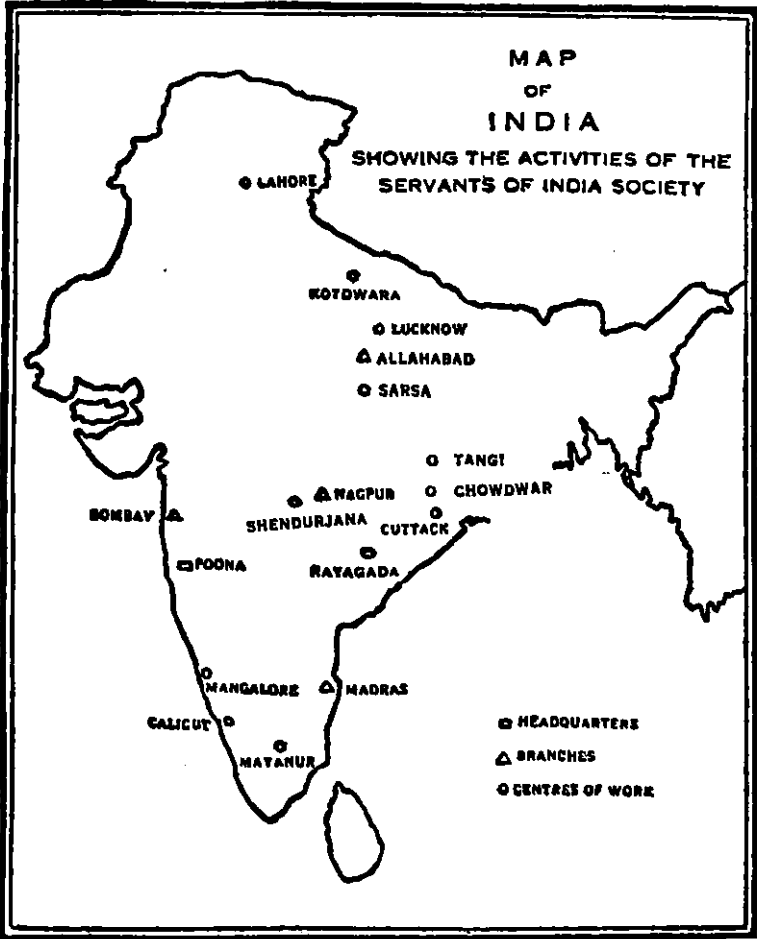 MAP
OF
INDIA
SHOWING THE ACTIVITIES OF THE
SERVANTS OF INDIA SOCIETY
LAHORE
KOTDWARA
LUCKNOW
ALLAHABAD
SARSA
TANGI
NAGPUR
CHOWDWAR
BOMBAY
SHENDURJANA
CUTTACK
POONA
RAYAGADA
MANGALORE
MADRAS
CALICUT
HEADQUARTERS
MAYANUR
BRANCHES
CENTRES OF WORK